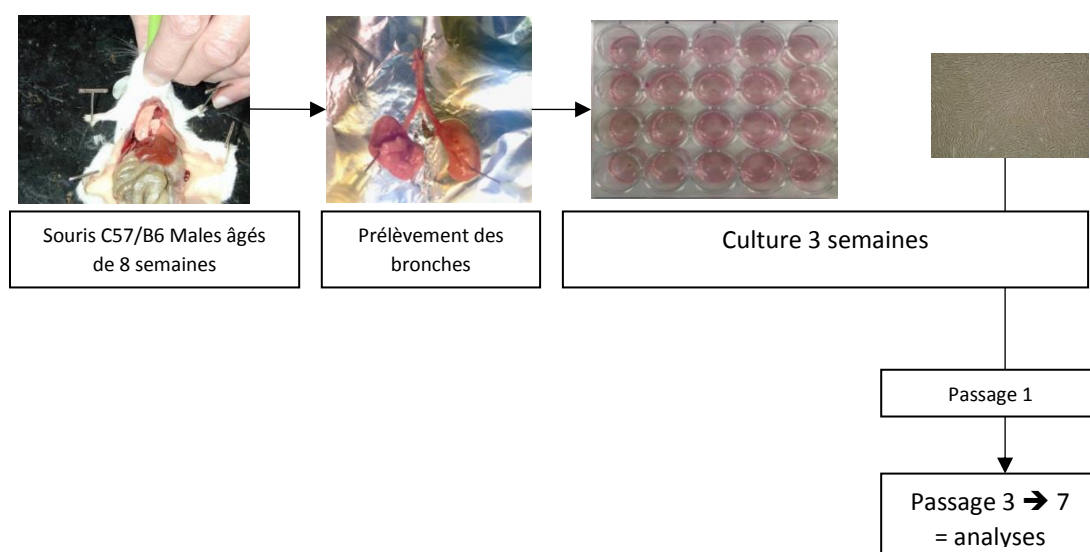 Souris C57/B6 Males âgés
de 8 semaines
Prélèvement des
bronches
Culture 3 semaines
Passage 1
Passage 3 🡺 7
= analyses